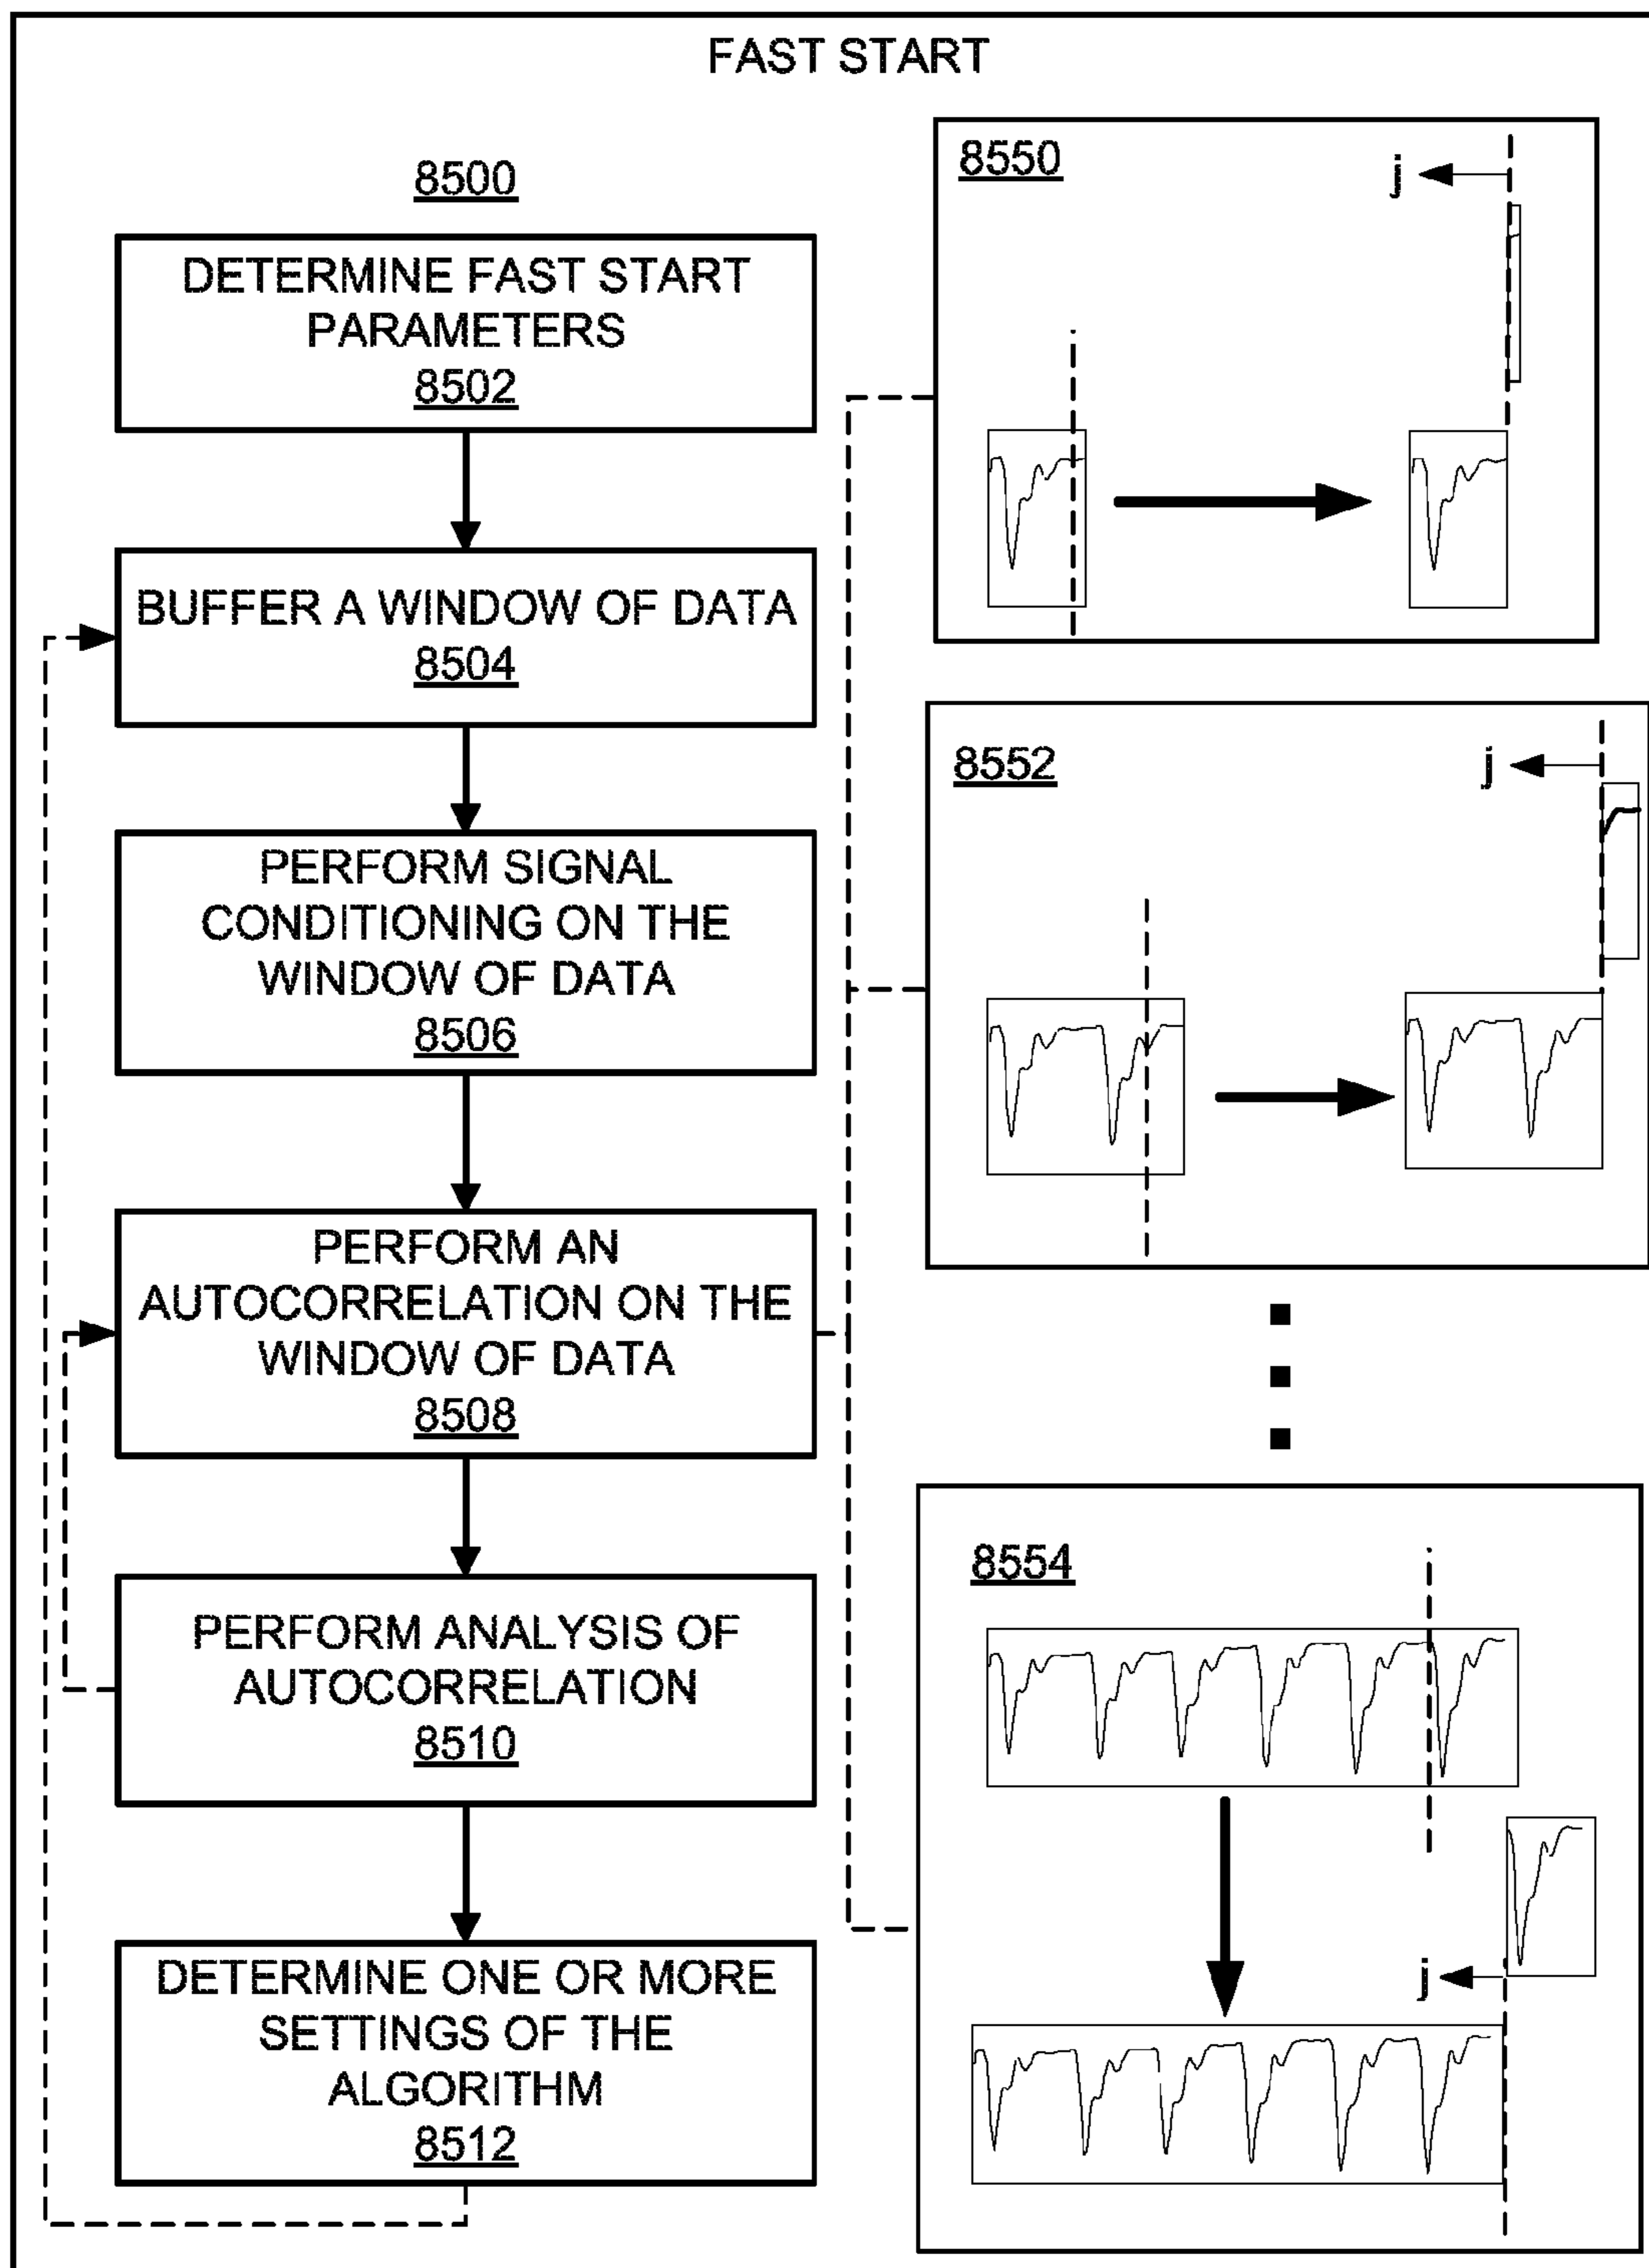 FAST START
8500
DETERMINE FAST START
PARAMETERS
8502
BUFFER A WINDOW OF DATA
8504
PERFORM SIGNAL
CONDITIONING ON THE
WINDOW OF DATA
8506
PERFORM AN
AUTOCORRELATION ON THE
WINDOW OF DATA
8508
PERFORM ANALYSIS OF
AUTOCORRELATION
8510
DETERMINE ONE OR MORE
SETTINGS OF THE
ALGORITHM
8512
8550
j
8552
j
8554
j